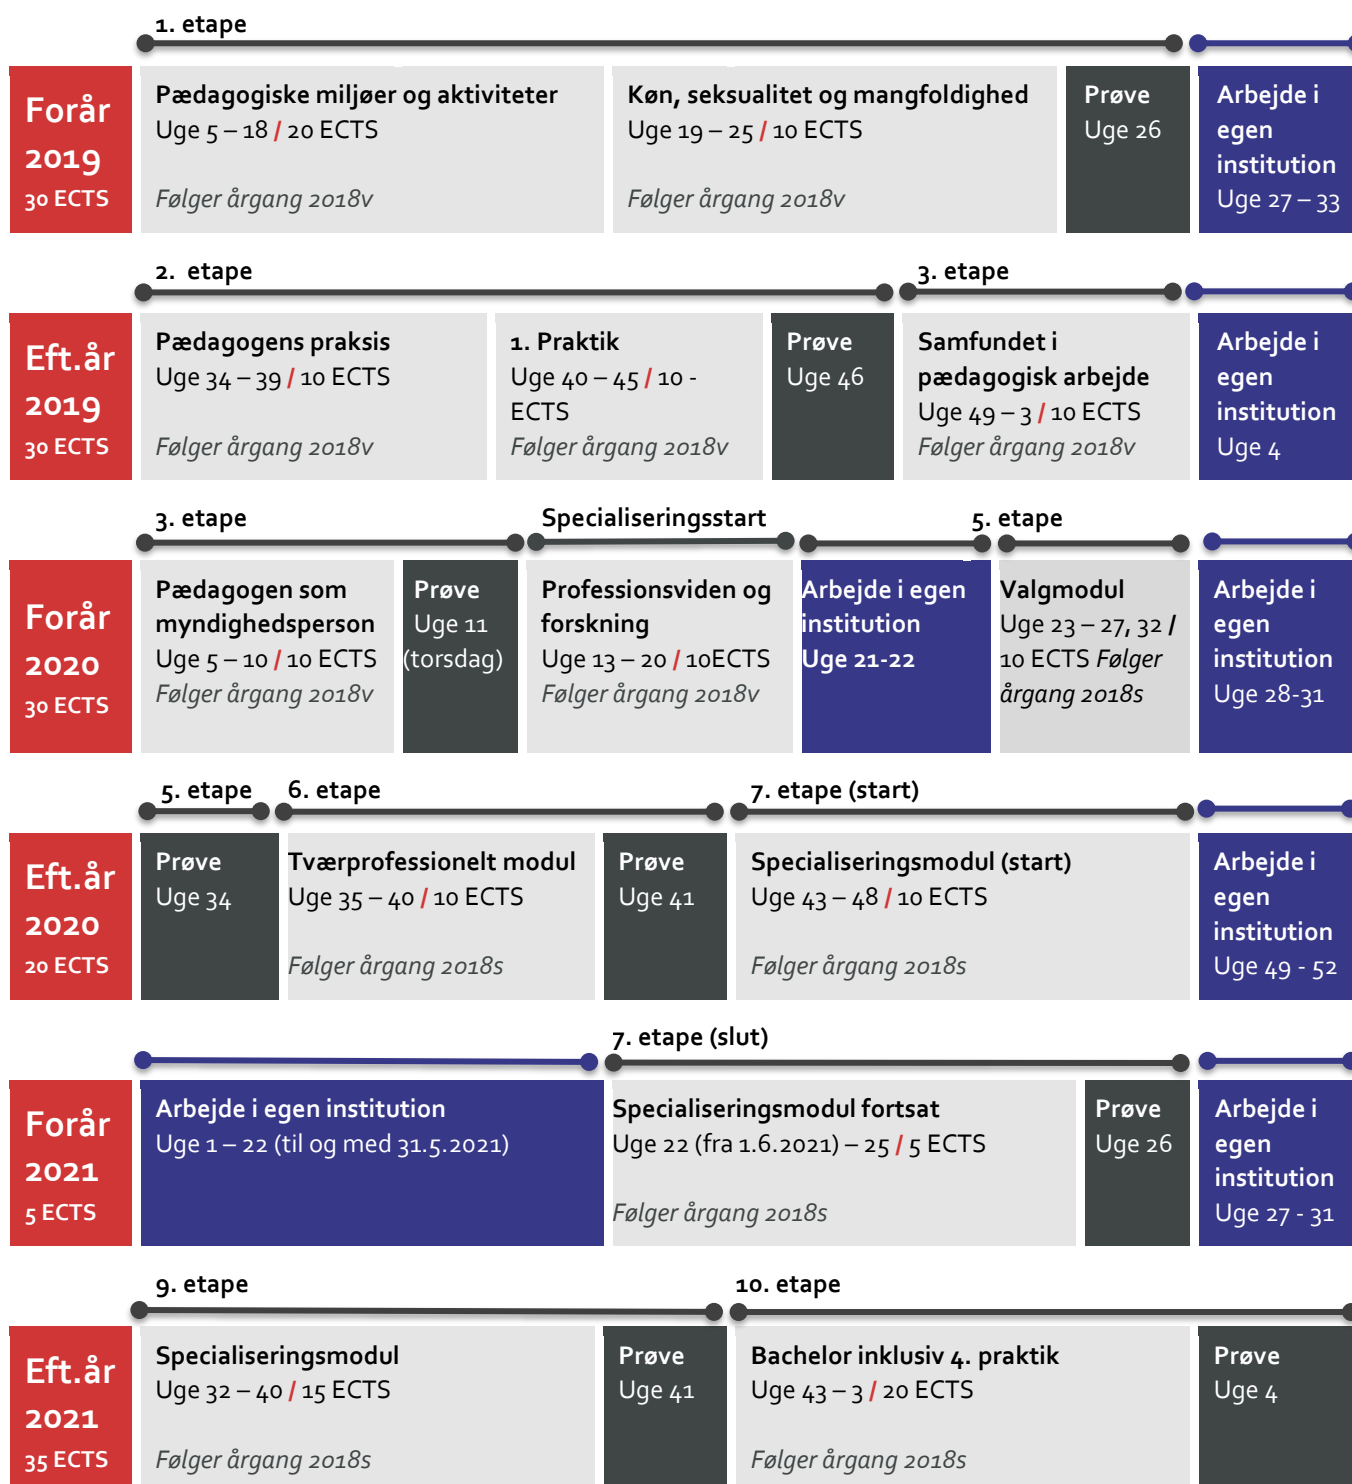 1. etape
Forår
2019
30 ECTS
Pædagogiske miljøer og aktiviteter
Uge 5 – 18 / 20 ECTS
Følger årgang 2018v
Køn, seksualitet og mangfoldighed
Uge 19 – 25 / 10 ECTS
Følger årgang 2018v
Prøve
Uge 26
Arbejde i
egen
institution
Uge 27 – 33
2. etape
3. etape
Eft.år
2019
30 ECTS
Pædagogens praksis
Uge 34 – 39 / 10 ECTS
Følger årgang 2018v
1. Praktik
Uge 40 – 45 / 10 -
ECTS
Følger årgang 2018v
Prøve
Uge 46
Samfundet i
pædagogisk arbejde
Uge 49 – 3 / 10 ECTS
Følger årgang 2018v
Arbejde i
egen
institution
Uge 4
3. etape
Specialiseringsstart
5. etape
Forår
2020
30 ECTS
Pædagogen som
myndighedsperson
Uge 5 – 10 / 10 ECTS
Følger årgang 2018v
Prøve
Uge 11
(torsdag)
Professionsviden og
forskning
Uge 13 – 20 / 10ECTS
Følger årgang 2018v
Arbejde i egen
institution
Uge 21-22
Valgmodul
Uge 23 – 27, 32 /
10 ECTS Følger
årgang 2018s
Arbejde i
egen
institution
Uge 28-31
5. etape
6. etape
7. etape (start)
Eft.år
2020
20 ECTS
Prøve
Uge 34
Tværprofessionelt modul
Uge 35 – 40 / 10 ECTS
Følger årgang 2018s
Prøve
Uge 41
Specialiseringsmodul (start)
Uge 43 – 48 / 10 ECTS
Følger årgang 2018s
Arbejde i
egen
institution
Uge 49 - 52
7. etape (slut)
Forår
2021
5 ECTS
Arbejde i egen institution
Uge 1 – 22 (til og med 31.5.2021)
Specialiseringsmodul fortsat
Uge 22 (fra 1.6.2021) – 25 / 5 ECTS
Følger årgang 2018s
Prøve
Uge 26
Arbejde i
egen
institution
Uge 27 - 31
9. etape
10. etape
Eft.år
2021
35 ECTS
Specialiseringsmodul
Uge 32 – 40 / 15 ECTS
Følger årgang 2018s
Prøve
Uge 41
Bachelor inklusiv 4. praktik
Uge 43 – 3 / 20 ECTS
Følger årgang 2018s
Prøve
Uge 4